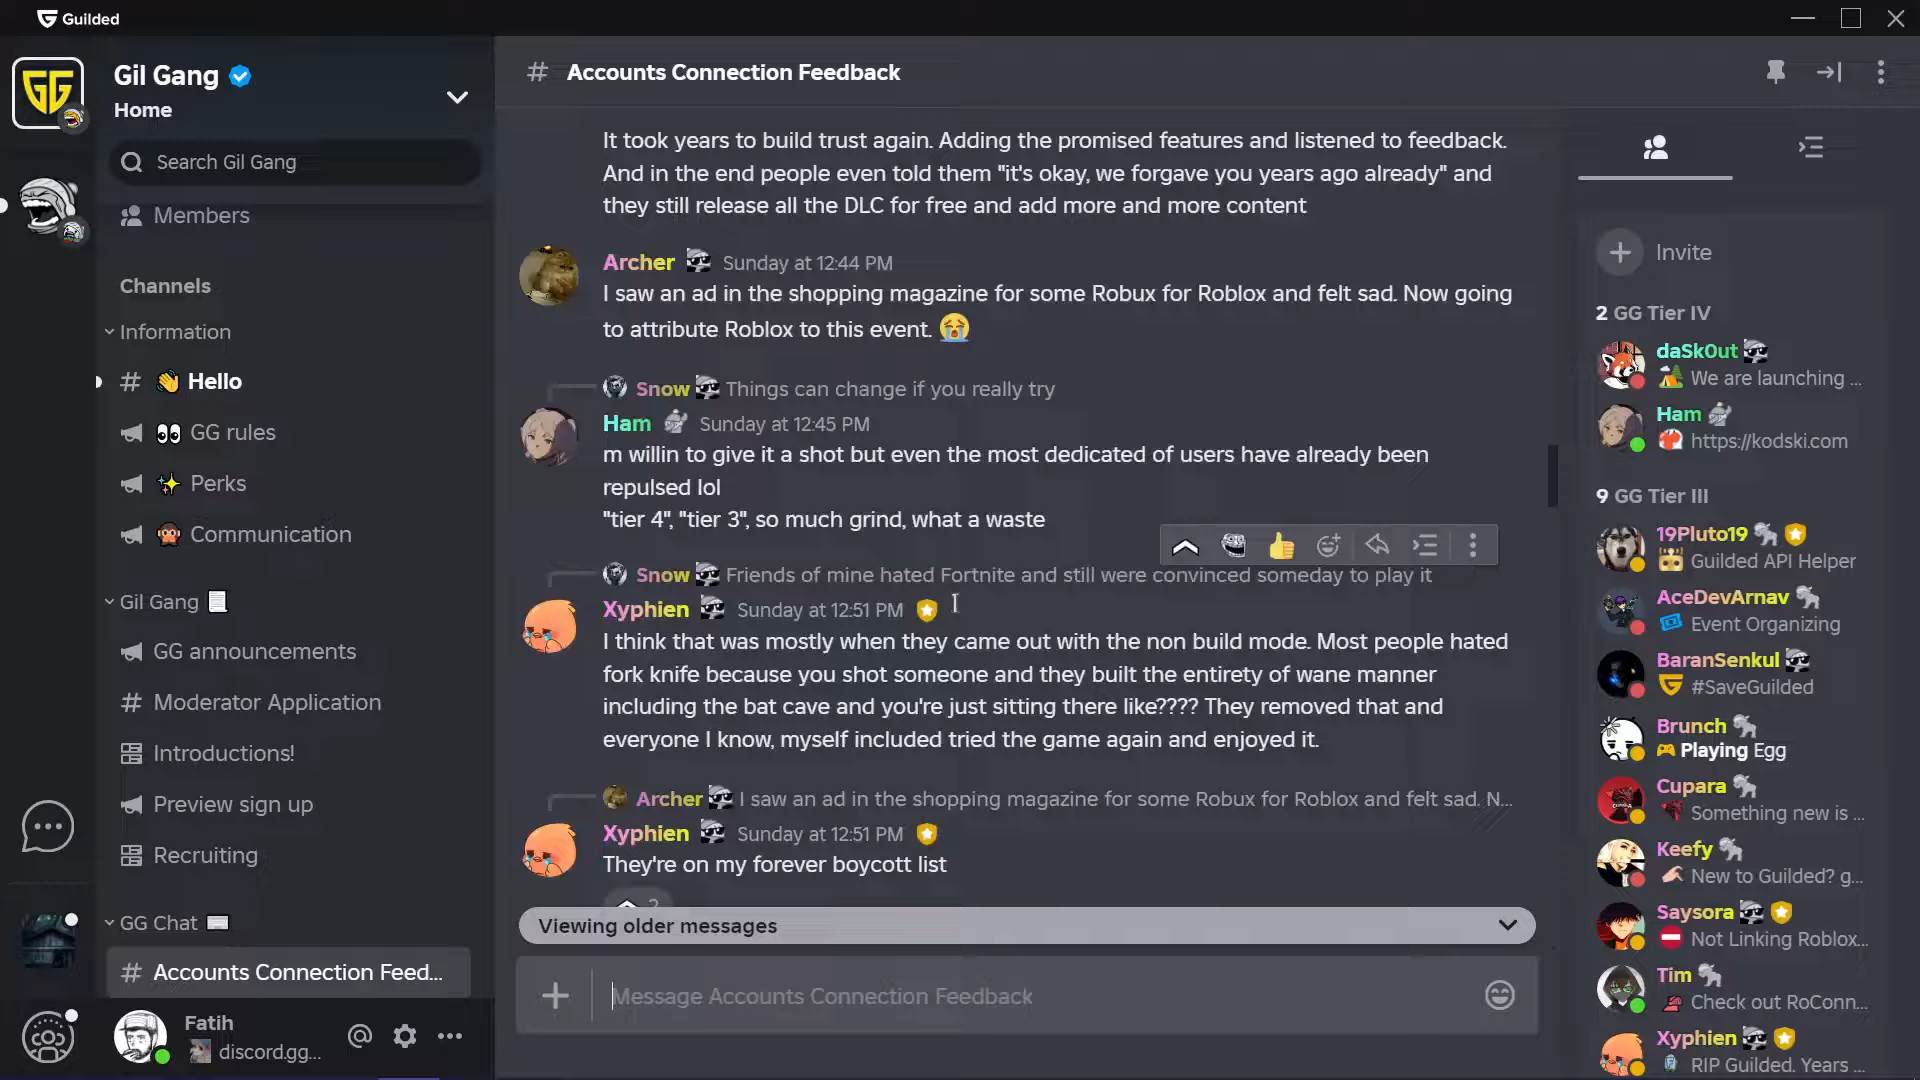 Guilded
Gil Gang
Home
Search Gil Gang
Members
Channels
Information
# 👋 Hello
👀 GG rules
✨ Perks
🙊 Communication
Gil Gang 📃
GG announcements
# Moderator Application
Introductions!
Preview sign up
Recruiting
GG Chat
# Accounts Connection Feed...
Fatih
discord.gg...
# Accounts Connection Feedback
It took years to build trust again. Adding the promised features and listened to feedback.
And in the end people even told them "it's okay, we forgave you years ago already" and
they still release all the DLC for free and add more and more content
Archer Sunday at 12:44 PM
I saw an ad in the shopping magazine for some Robux for Roblox and felt sad. Now going
to attribute Roblox to this event. 😭
Snow Things can change if you really try
Ham Sunday at 12:45 PM
m willin to give it a shot but even the most dedicated of users have already been
repulsed lol
"tier 4", "tier 3", so much grind, what a waste
Snow Friends of mine hated Fortnite and still were convinced someday to play it
Xyphien Sunday at 12:51 PM
I think that was mostly when they came out with the non build mode. Most people hated
fork knife because you shot someone and they built the entirety of wane manner
including the bat cave and you're just sitting there like???? They removed that and
everyone I know, myself included tried the game again and enjoyed it.
Archer I saw an ad in the shopping magazine for some Robux for Roblox and felt sad. N...
Xyphien Sunday at 12:51 PM
They're on my forever boycott list
Viewing older messages
Message Accounts Connection Feedback
Invite
2 GG Tier IV
daSk0ut
We are launching ...
Ham
https://kodski.com
9 GG Tier III
19Pluto19
Guilded API Helper
AceDevArnav
Event Organizing
BaranSenkul
#SaveGuilded
Brunch
Playing Egg
Cupara
Something new is ...
Keefy
New to Guilded? g...
Saysora
Not Linking Roblox...
Tim
Check out RoConn...
Xyphien
RIP Guilded. Years ...